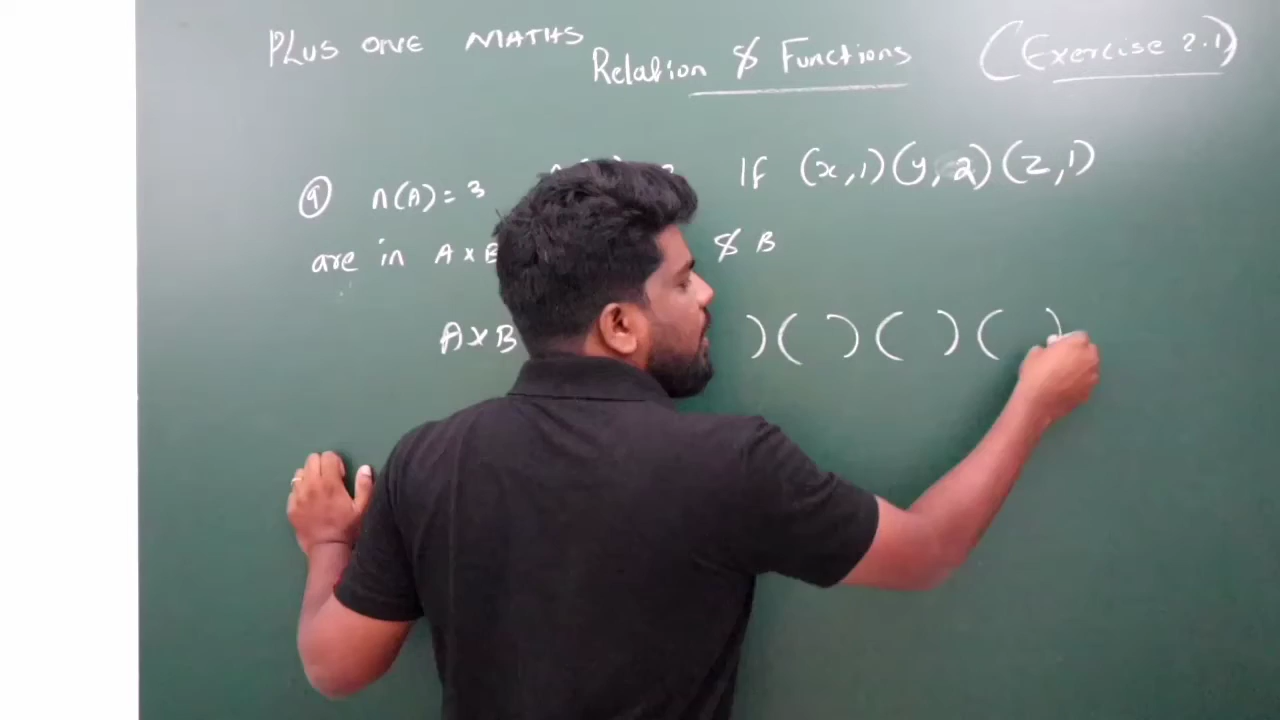 PLUS ONE MATHS
Relation & Functions (Exercise 2.1)
9 n(A)=3 If (x,1)(y,2)(z,1)
are in A×B & B
A×B )( )( )( )